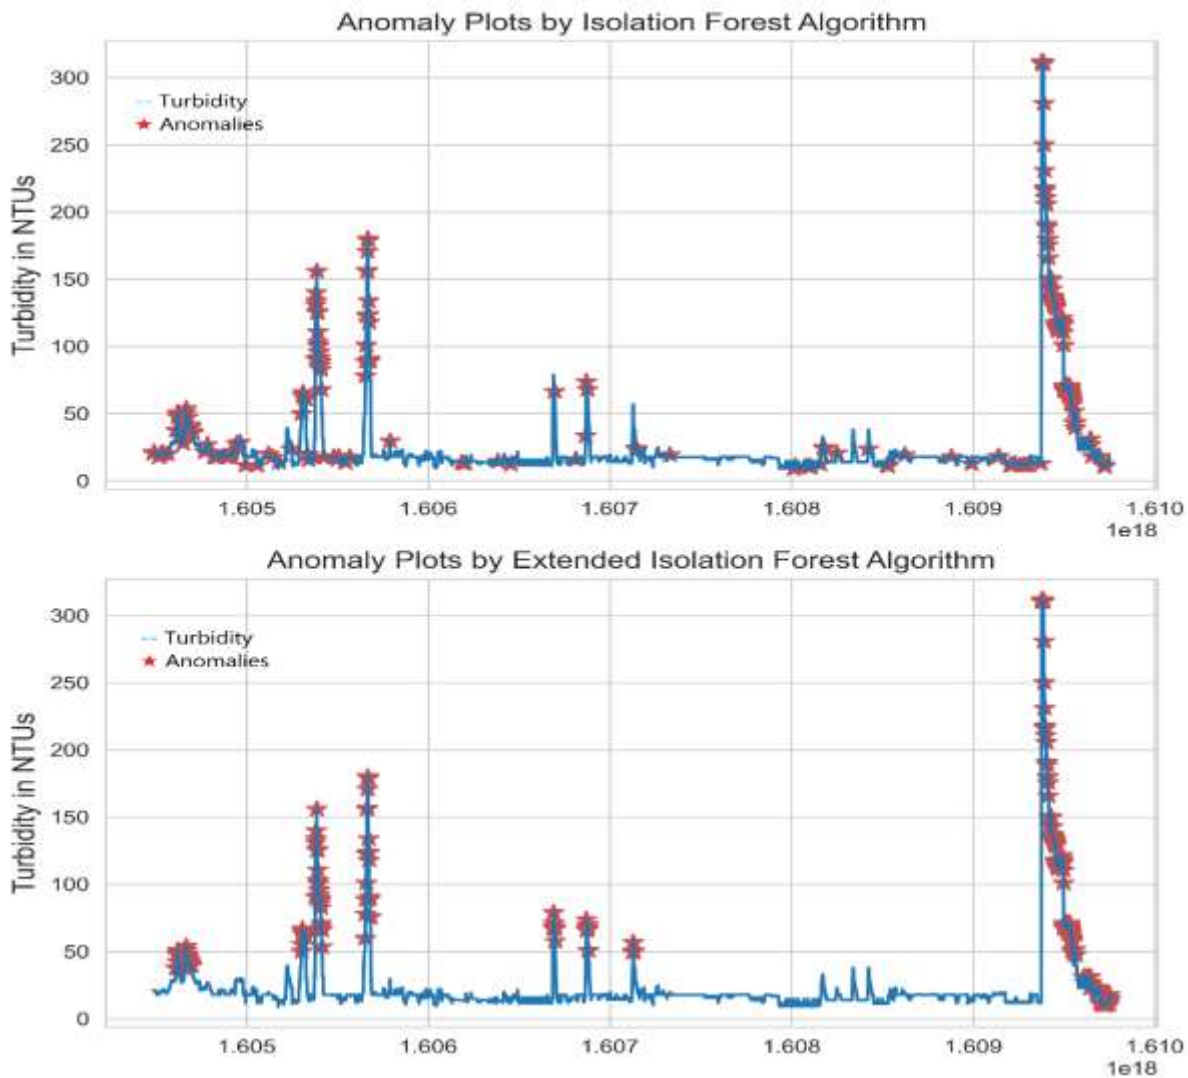 Anomaly Plots by Isolation Forest Algorithm
300
250
200
150
100
50
0
Turbidity in NTUs
Turbidity
Anomalies
1.605 1.606 1.607 1.608 1.609 1.610
1e18
Anomaly Plots by Extended Isolation Forest Algorithm
300
250
200
150
100
50
0
Turbidity in NTUs
Turbidity
Anomalies
1.605 1.606 1.607 1.608 1.609 1.610
1e18